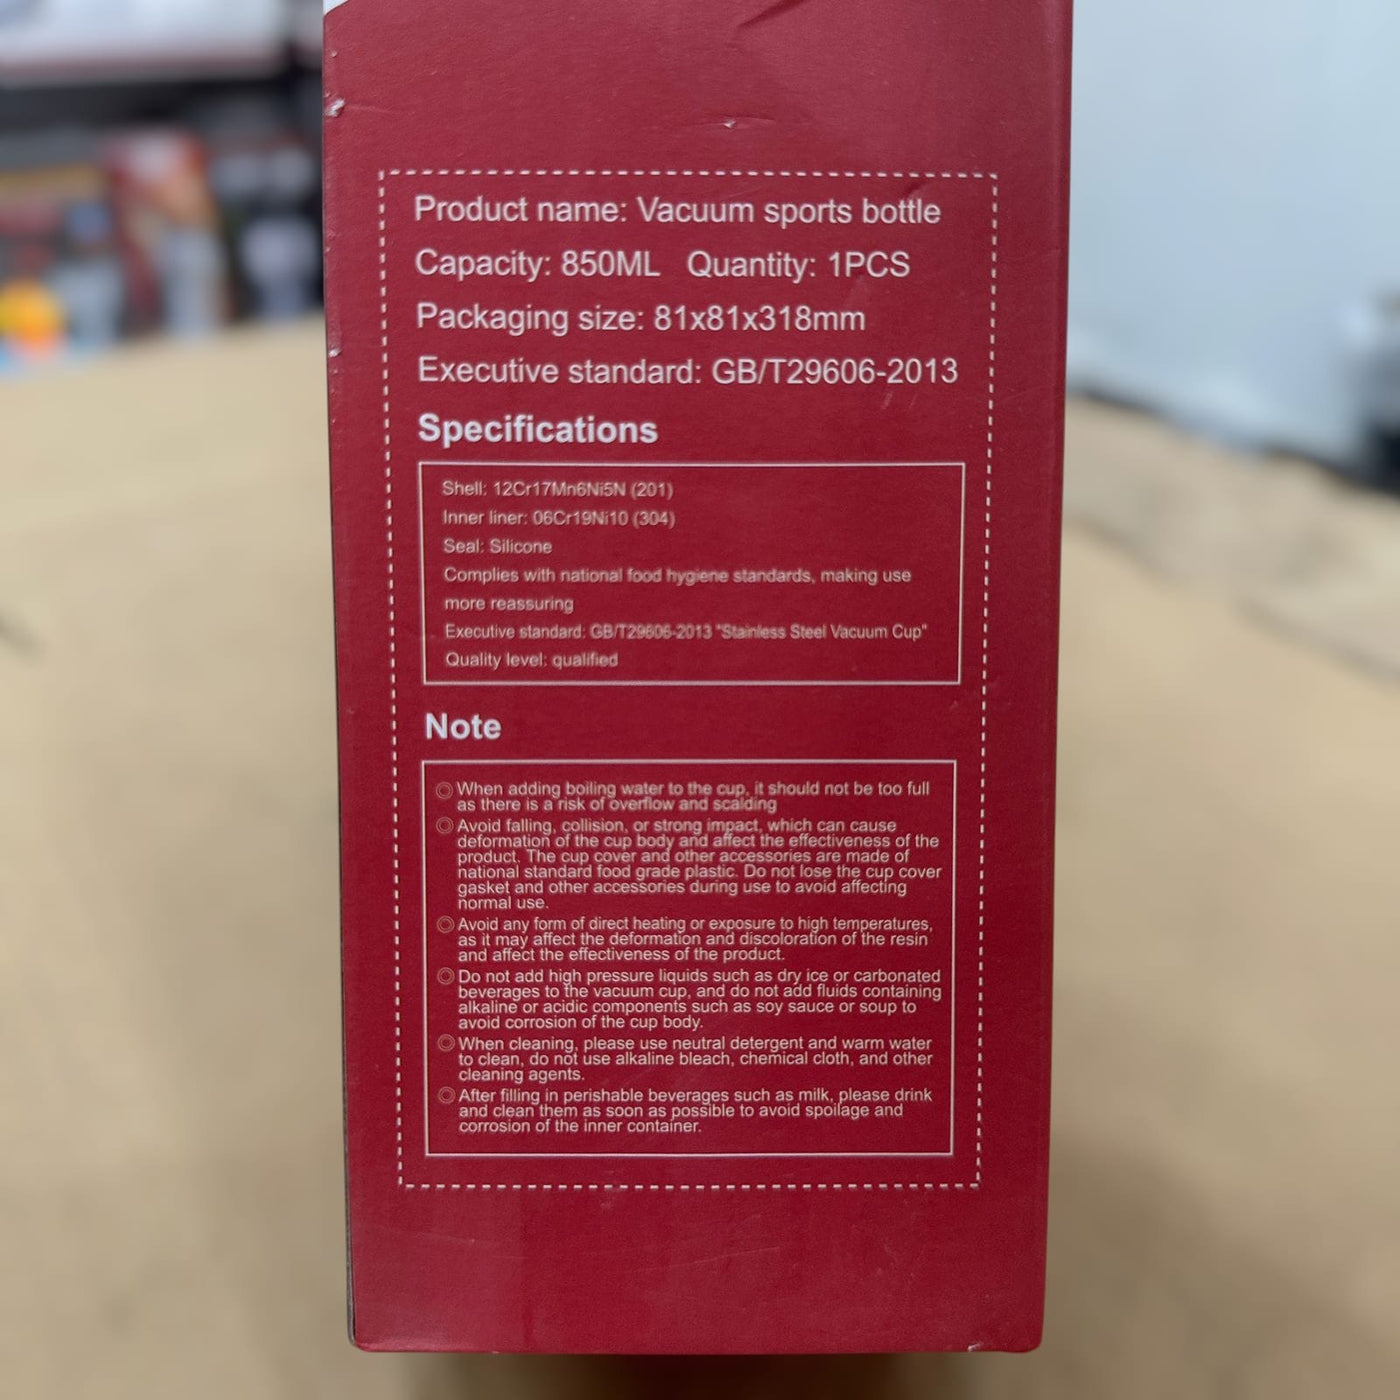 Product name: Vacuum sports bottle
Capacity: 850ML Quantity: 1PCS
Packaging size: 81x81x318mm
Executive standard: GB/T29606-2013
Specifications
Shell: 12Cr17Mn6Ni5N (201)
Inner liner: 06Cr19Ni10 (304)
Seal: Silicone
Complies with national food hygiene standards, making use
more reassuring
Executive standard: GB/T29606-2013 "Stainless Steel Vacuum Cup"
Quality level: qualified
Note
◎ When adding boiling water to the cup, it should not be too full
as there is a risk of overflow and scalding
◎ Avoid falling, collision, or strong impact, which can cause
deformation of the cup body and affect the effectiveness of the
product. The cup cover and other accessories are made of
national standard food grade plastic. Do not lose the cup cover
gasket and other accessories during use to avoid affecting
normal use.
◎ Avoid any form of direct heating or exposure to high temperatures,
as it may affect the deformation and discoloration of the resin
and affect the effectiveness of the product.
◎ Do not add high pressure liquids such as dry ice or carbonated
beverages to the vacuum cup, and do not add fluids containing
alkaline or acidic components such as soy sauce or soup to
avoid corrosion of the cup body.
◎ When cleaning, please use neutral detergent and warm water
to clean, do not use alkaline bleach, chemical cloth, and other
cleaning agents.
◎ After filling in perishable beverages such as milk, please drink
and clean them as soon as possible to avoid spoilage and
corrosion of the inner container.